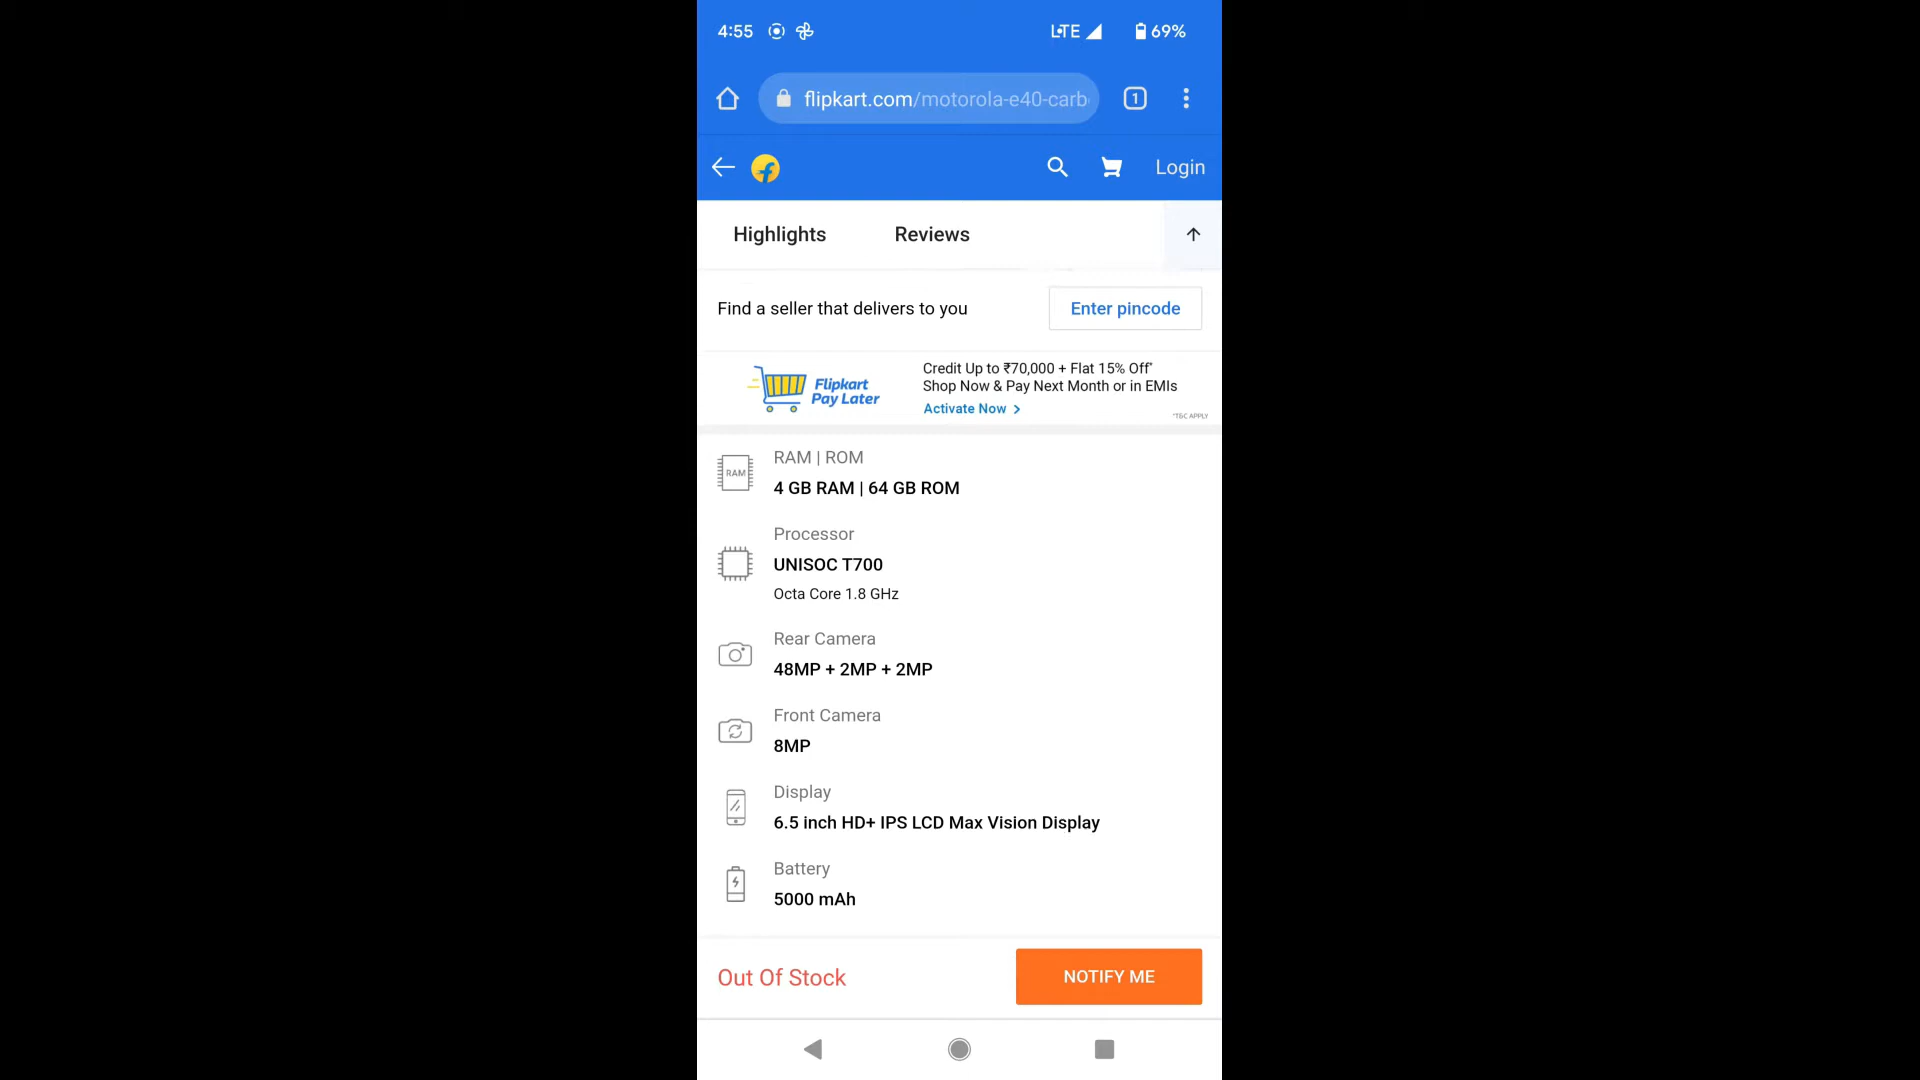 4:55 LTE 69%
flipkart.com/motorola-e40-carb
1
Login
Highlights Reviews
Find a seller that delivers to you Enter pincode
Flipkart
Pay Later
Credit Up to ₹70,000 + Flat 15% Off*
Shop Now & Pay Next Month or in EMIs
Activate Now
*T&C APPLY
RAM | ROM
RAM
4 GB RAM | 64 GB ROM
Processor
UNISOC T700
Octa Core 1.8 GHz
Rear Camera
48MP + 2MP + 2MP
Front Camera
8MP
Display
6.5 inch HD+ IPS LCD Max Vision Display
Battery
5000 mAh
Out Of Stock NOTIFY ME